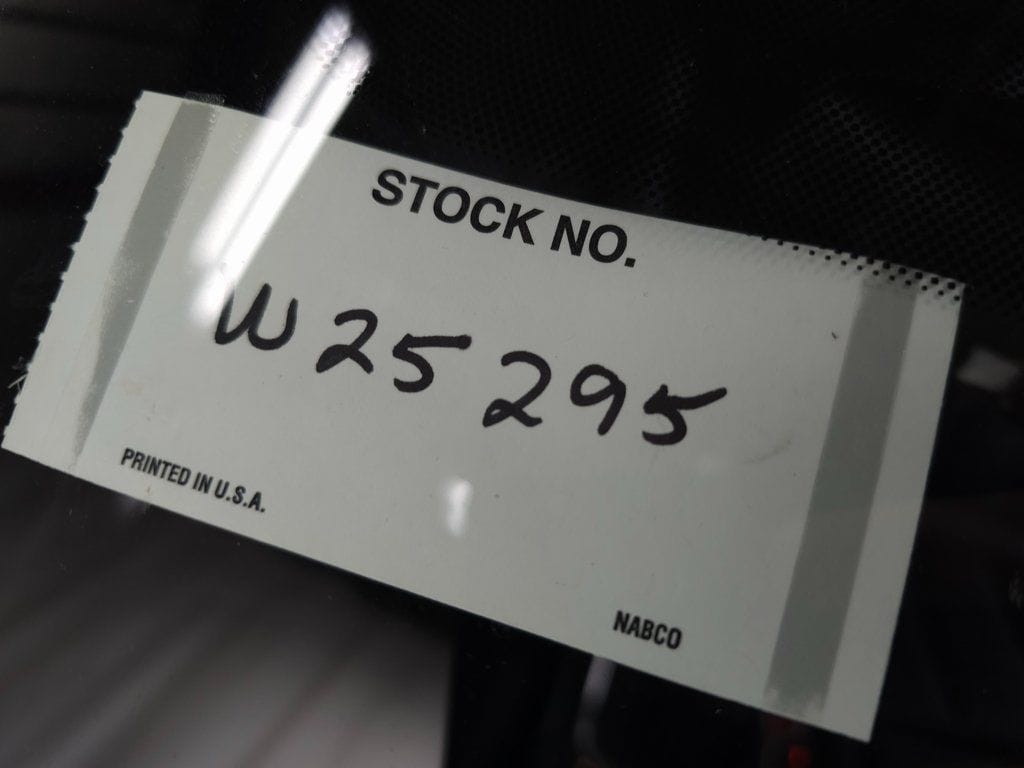 STOCK NO.
W25295
PRINTED IN U.S.A.
NABCO